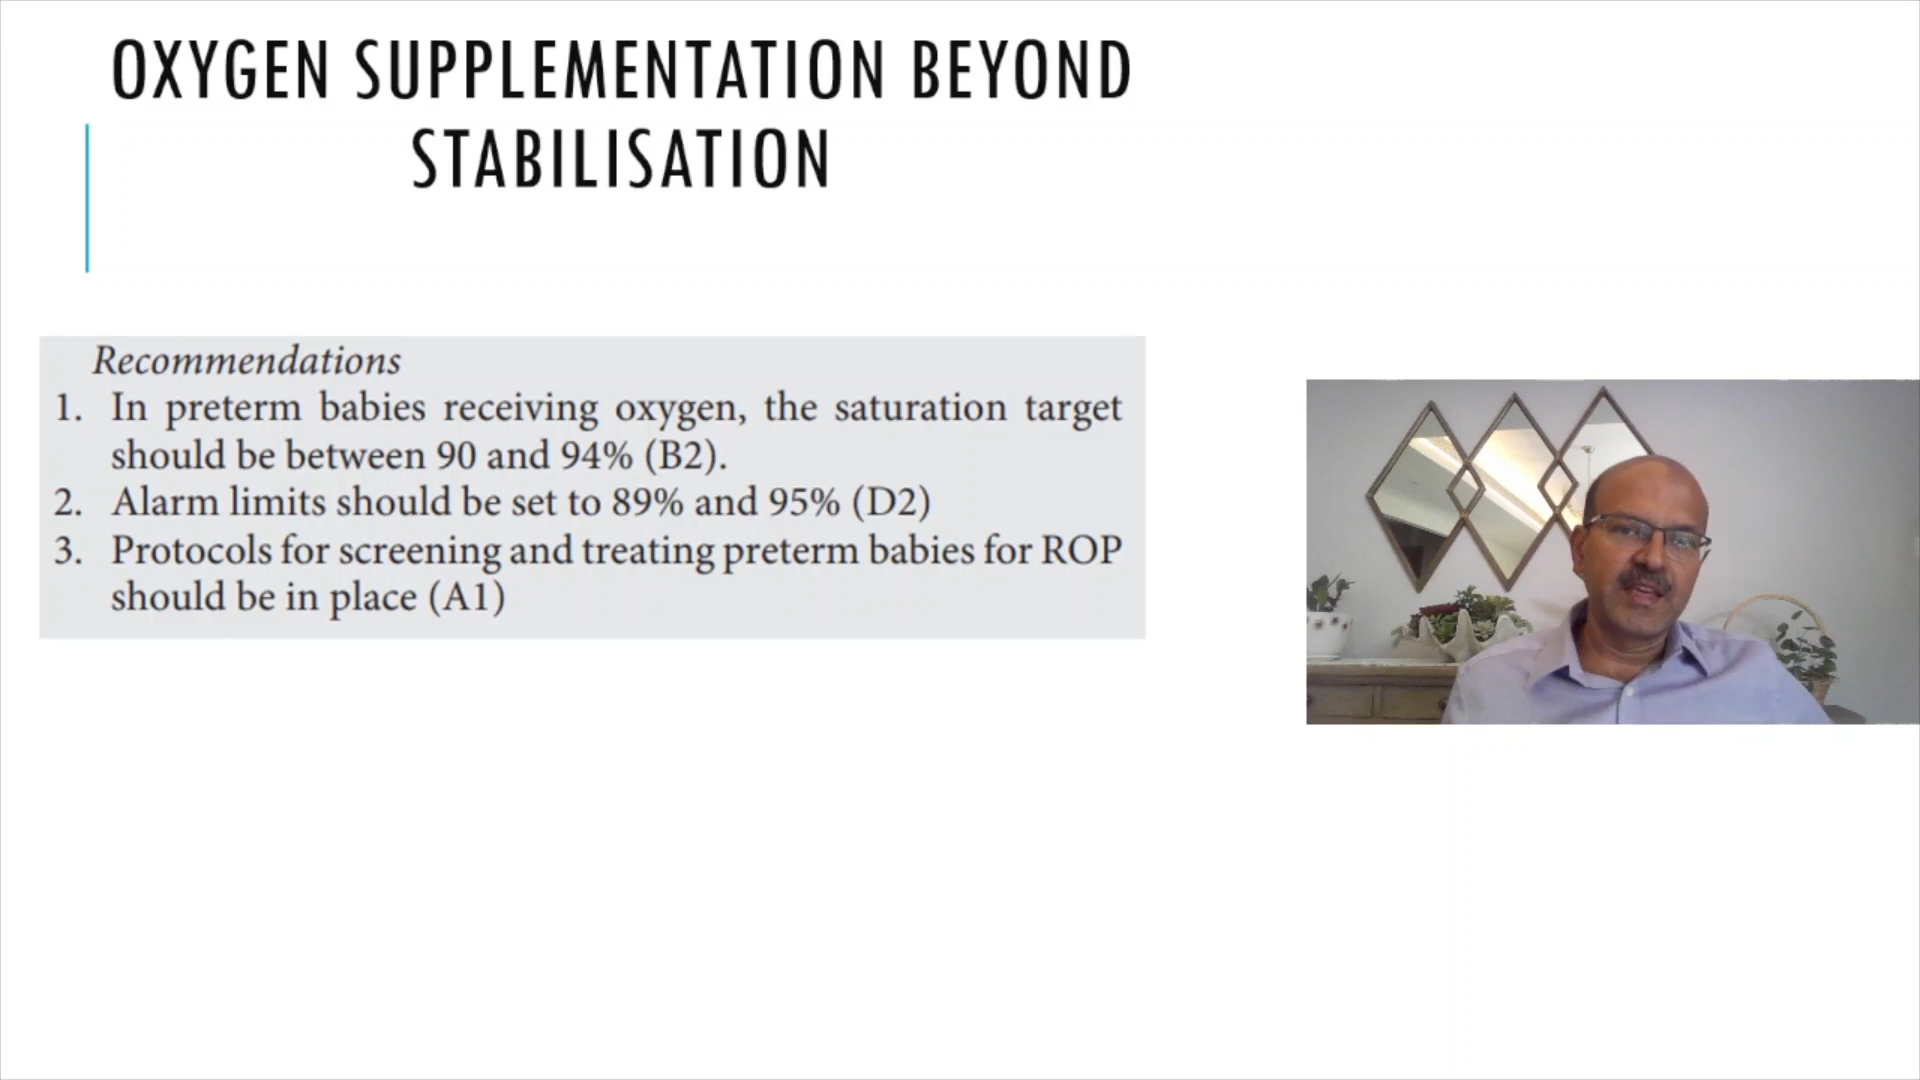 OXYGEN SUPPLEMENTATION BEYOND
STABILISATION
Recommendations
1. In preterm babies receiving oxygen, the saturation target
should be between 90 and 94% (B2).
2. Alarm limits should be set to 89% and 95% (D2)
3. Protocols for screening and treating preterm babies for ROP
should be in place (A1)